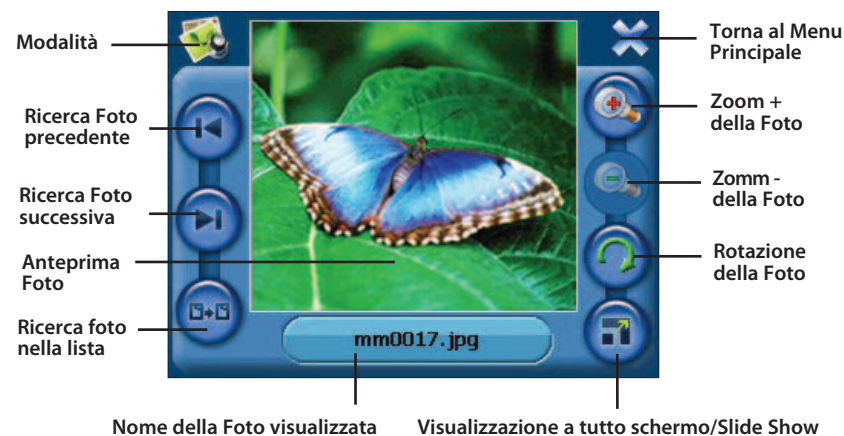 Modalità
Ricerca Foto
precedente
Ricerca Foto
successiva
Anteprima
Foto
Ricerca foto
nella lista
Torna al Menu
Principale
Zoom +
della Foto
Zomm -
della Foto
Rotazione
della Foto
mm0017.jpg
Nome della Foto visualizzata
Visualizzazione a tutto schermo/Slide Show